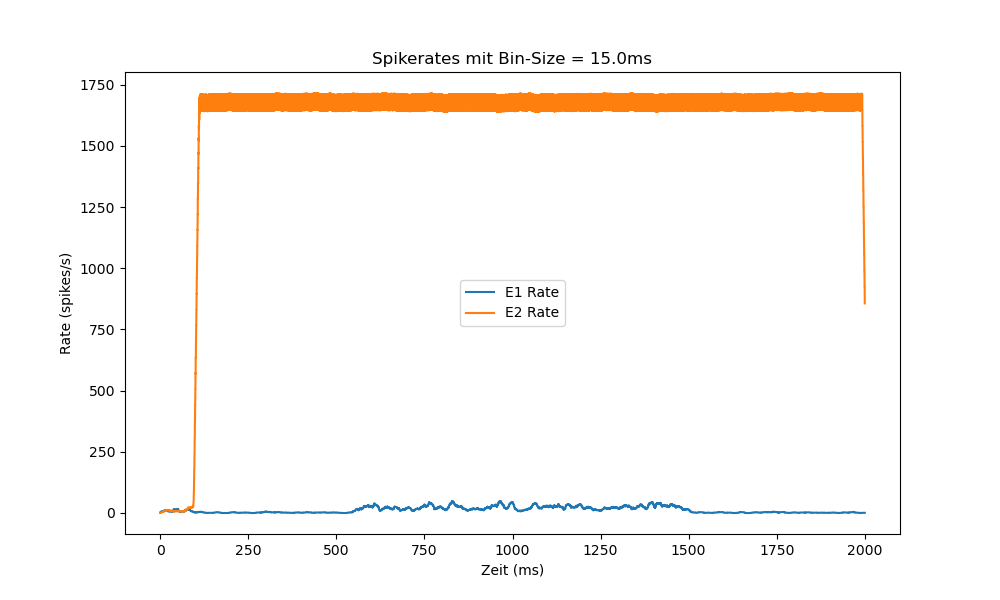 Spikerates mit Bin-Size = 15.0ms
Rate (spikes/s)
1750
1500
1250
1000
750
500
250
0
E1 Rate
E2 Rate
0 250 500 750 1000 1250 1500 1750 2000
Zeit (ms)